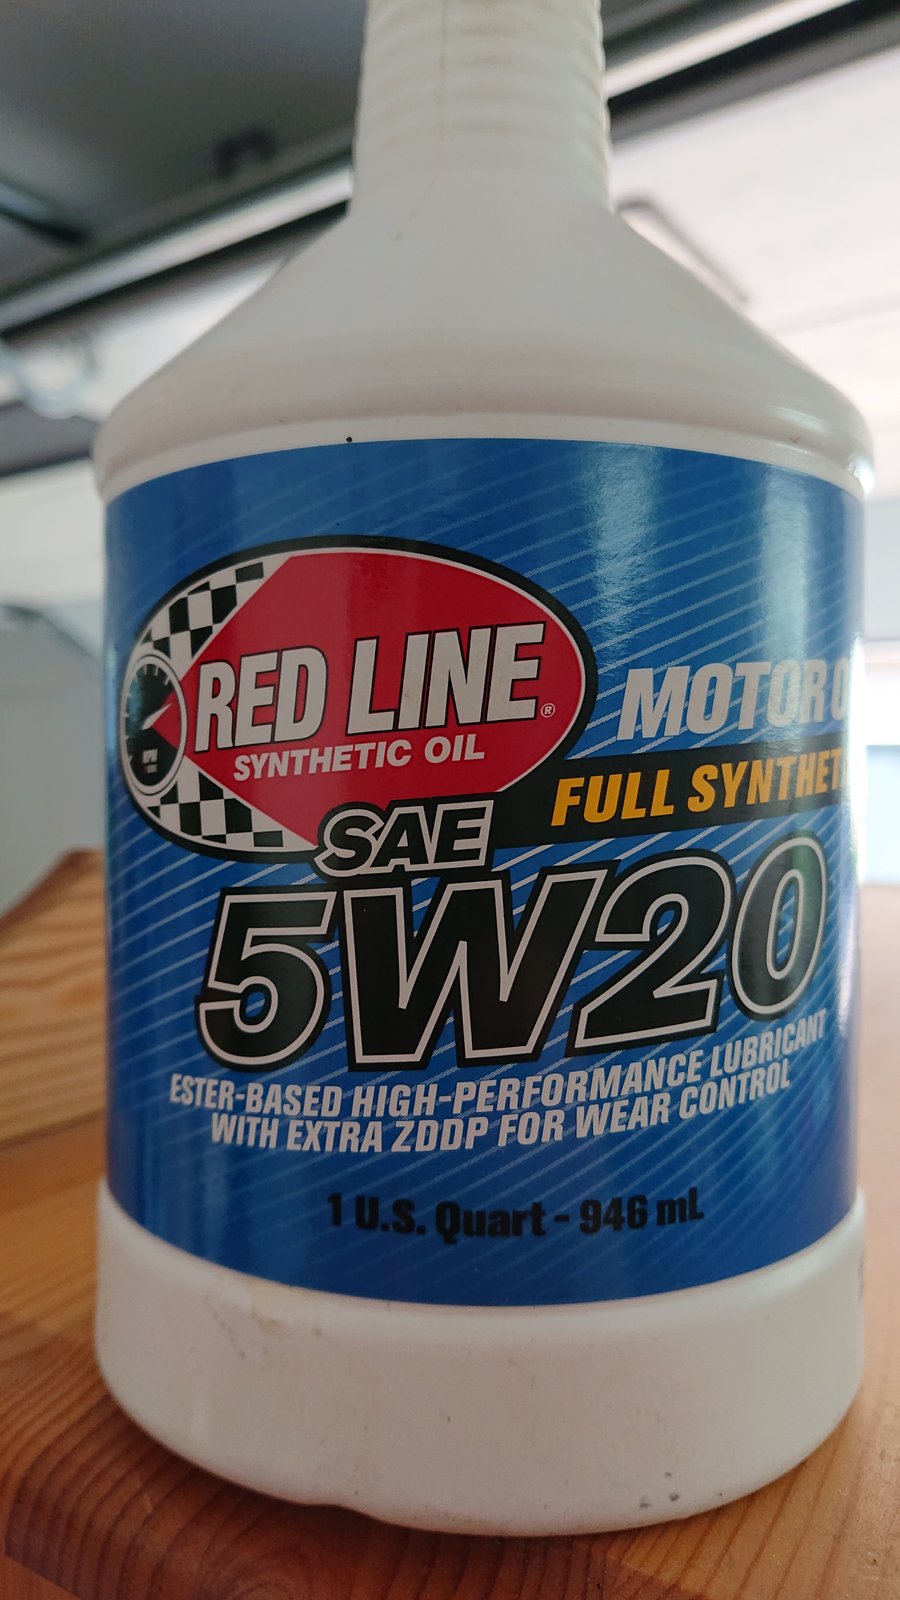 RED LINE®
SYNTHETIC OIL
MOTOR O
FULL SYNTHET
SAE
5W20
ESTER-BASED HIGH-PERFORMANCE LUBRICANT
WITH EXTRA ZDDP FOR WEAR CONTROL
1 U.S. Quart - 946 mL